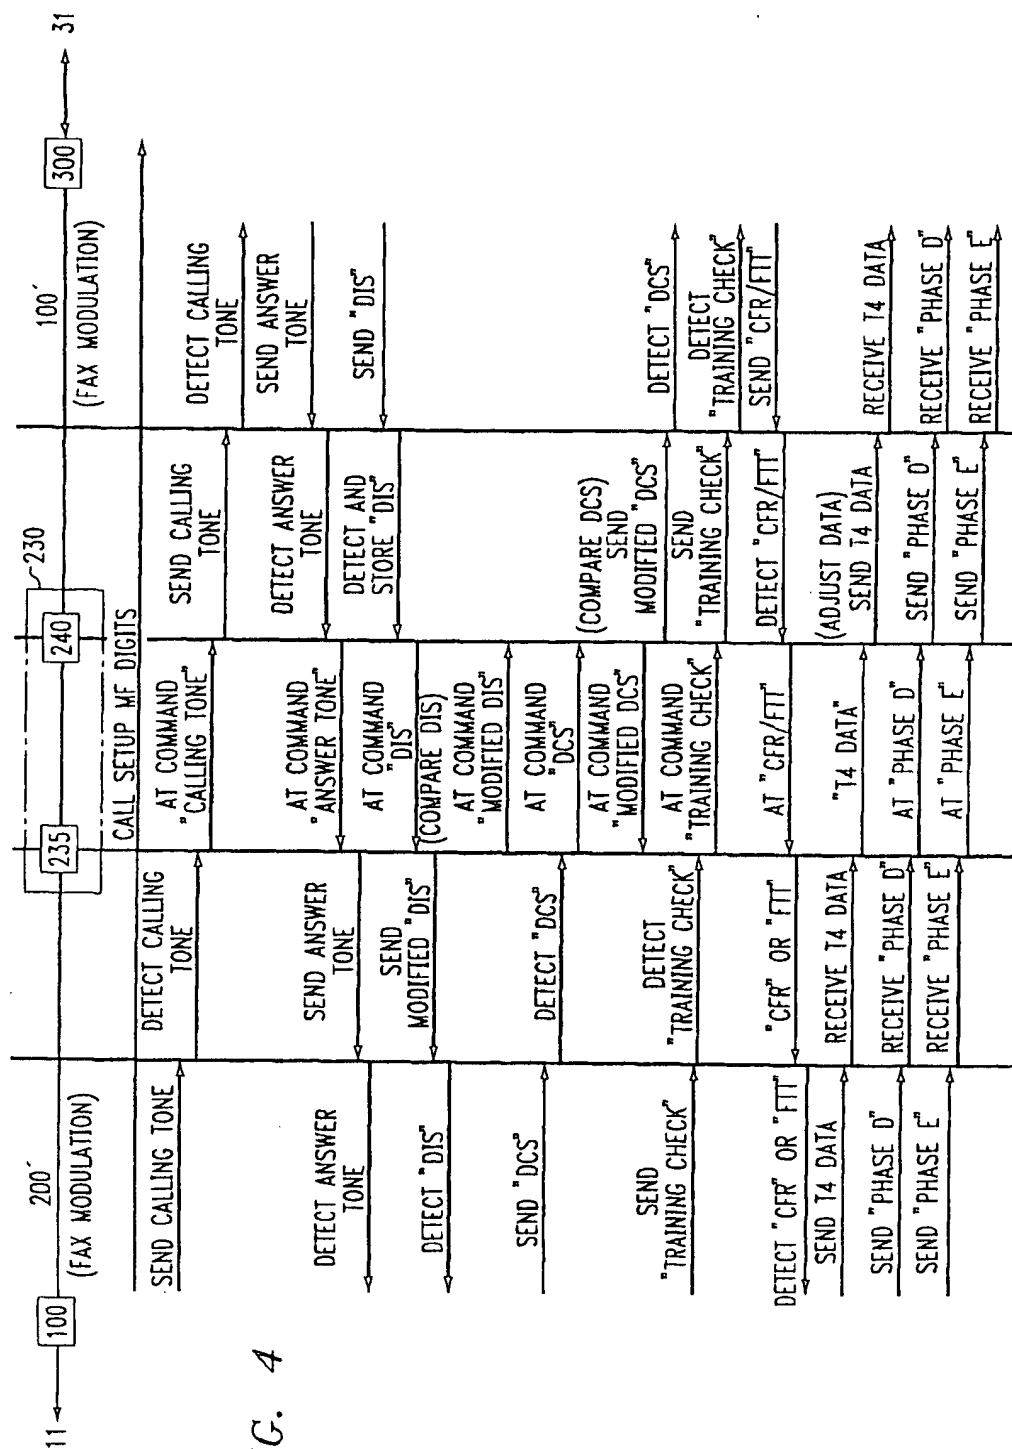 11
100
200´
(FAX MODULATION)
235
240
230
100´
(FAX MODULATION)
300
31
CALL SETUP MF DIGITS
SEND CALLING TONE
DETECT CALLING
TONE
AT COMMAND
"CALLING TONE"
SEND CALLING
TONE
DETECT CALLING
TONE
DETECT ANSWER
TONE
SEND ANSWER
TONE
AT COMMAND
"ANSWER TONE"
DETECT ANSWER
TONE
SEND ANSWER
TONE
DETECT "DIS"
SEND
MODIFIED "DIS"
AT COMMAND
"DIS"
(COMPARE DIS)
DETECT AND
STORE "DIS"
SEND "DIS"
AT COMMAND
"MODIFIED DIS"
SEND "DCS"
DETECT "DCS"
AT COMMAND
"DCS"
AT COMMAND
"MODIFIED DCS"
(COMPARE DCS)
SEND
MODIFIED "DCS"
DETECT "DCS"
SEND
"TRAINING CHECK"
DETECT
"TRAINING CHECK"
AT COMMAND
"TRAINING CHECK"
SEND
"TRAINING CHECK"
DETECT
"TRAINING CHECK"
DETECT "CFR" OR "FTT"
"CFR" OR "FTT"
AT "CFR/FTT"
DETECT "CFR/FTT"
SEND "CFR/FTT"
SEND T4 DATA
RECEIVE T4 DATA
"T4 DATA"
(ADJUST DATA)
SEND T4 DATA
RECEIVE T4 DATA
SEND "PHASE D"
RECEIVE "PHASE D"
AT "PHASE D"
SEND "PHASE D"
RECEIVE "PHASE D"
SEND "PHASE E"
RECEIVE "PHASE E"
AT "PHASE E"
SEND "PHASE E"
RECEIVE "PHASE E"
G. 4